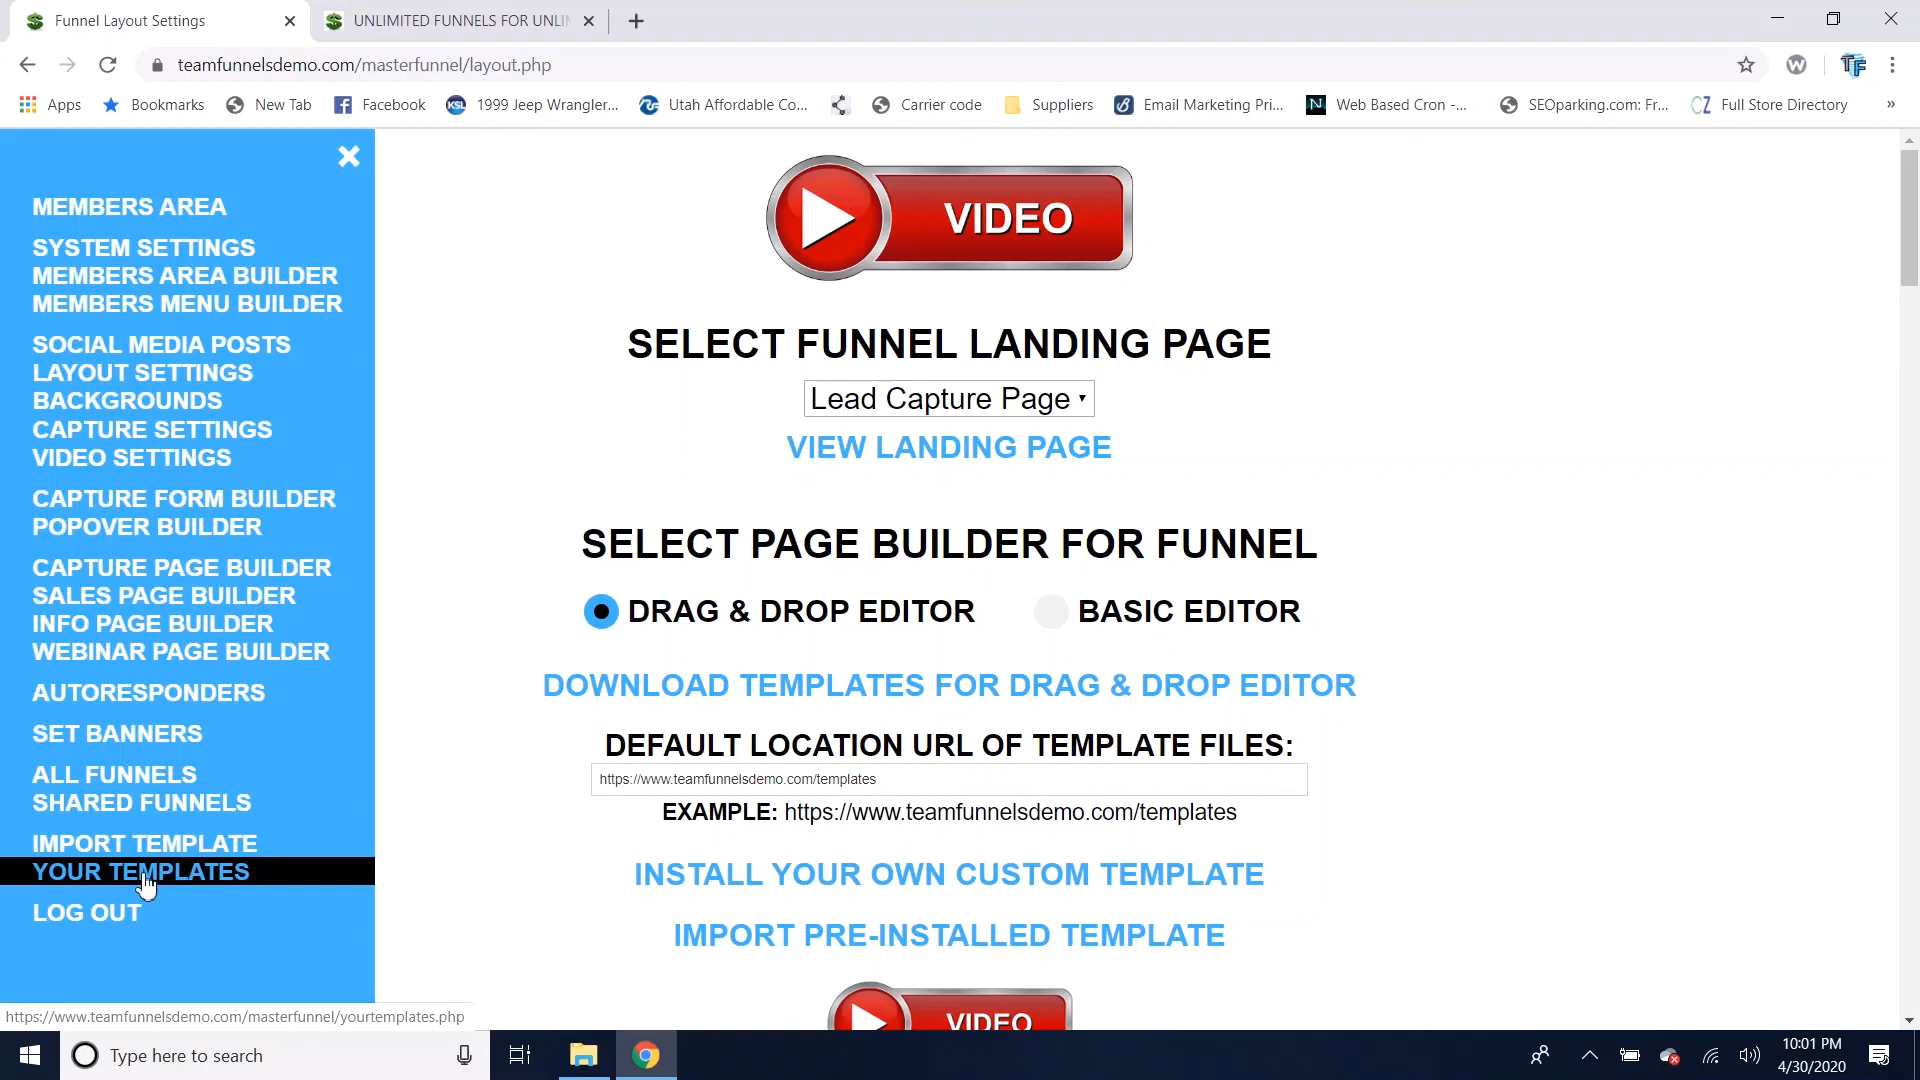 Funnel Layout Settings
UNLIMITED FUNNELS FOR UNLI
teamfunnelsdemo.com/masterfunnel/layout.php
TF
Apps
Bookmarks
New Tab
Facebook
KSL
1999 Jeep Wrangler...
Utah Affordable Co...
Carrier code
Suppliers
Email Marketing Pri...
N
Web Based Cron -...
SEOparking.com: Fr...
CZ
Full Store Directory
»
MEMBERS AREA
SYSTEM SETTINGS
MEMBERS AREA BUILDER
MEMBERS MENU BUILDER
SOCIAL MEDIA POSTS
LAYOUT SETTINGS
BACKGROUNDS
CAPTURE SETTINGS
VIDEO SETTINGS
CAPTURE FORM BUILDER
POPOVER BUILDER
CAPTURE PAGE BUILDER
SALES PAGE BUILDER
INFO PAGE BUILDER
WEBINAR PAGE BUILDER
AUTORESPONDERS
SET BANNERS
ALL FUNNELS
SHARED FUNNELS
IMPORT TEMPLATE
YOUR TEMPLATES
LOG OUT
VIDEO
SELECT FUNNEL LANDING PAGE
Lead Capture Page
VIEW LANDING PAGE
SELECT PAGE BUILDER FOR FUNNEL
DRAG & DROP EDITOR
BASIC EDITOR
DOWNLOAD TEMPLATES FOR DRAG & DROP EDITOR
DEFAULT LOCATION URL OF TEMPLATE FILES:
https://www.teamfunnelsdemo.com/templates
EXAMPLE: https://www.teamfunnelsdemo.com/templates
INSTALL YOUR OWN CUSTOM TEMPLATE
IMPORT PRE-INSTALLED TEMPLATE
VIDEO
https://www.teamfunnelsdemo.com/masterfunnel/yourtemplates.php
Type here to search
10:01 PM
4/30/2020